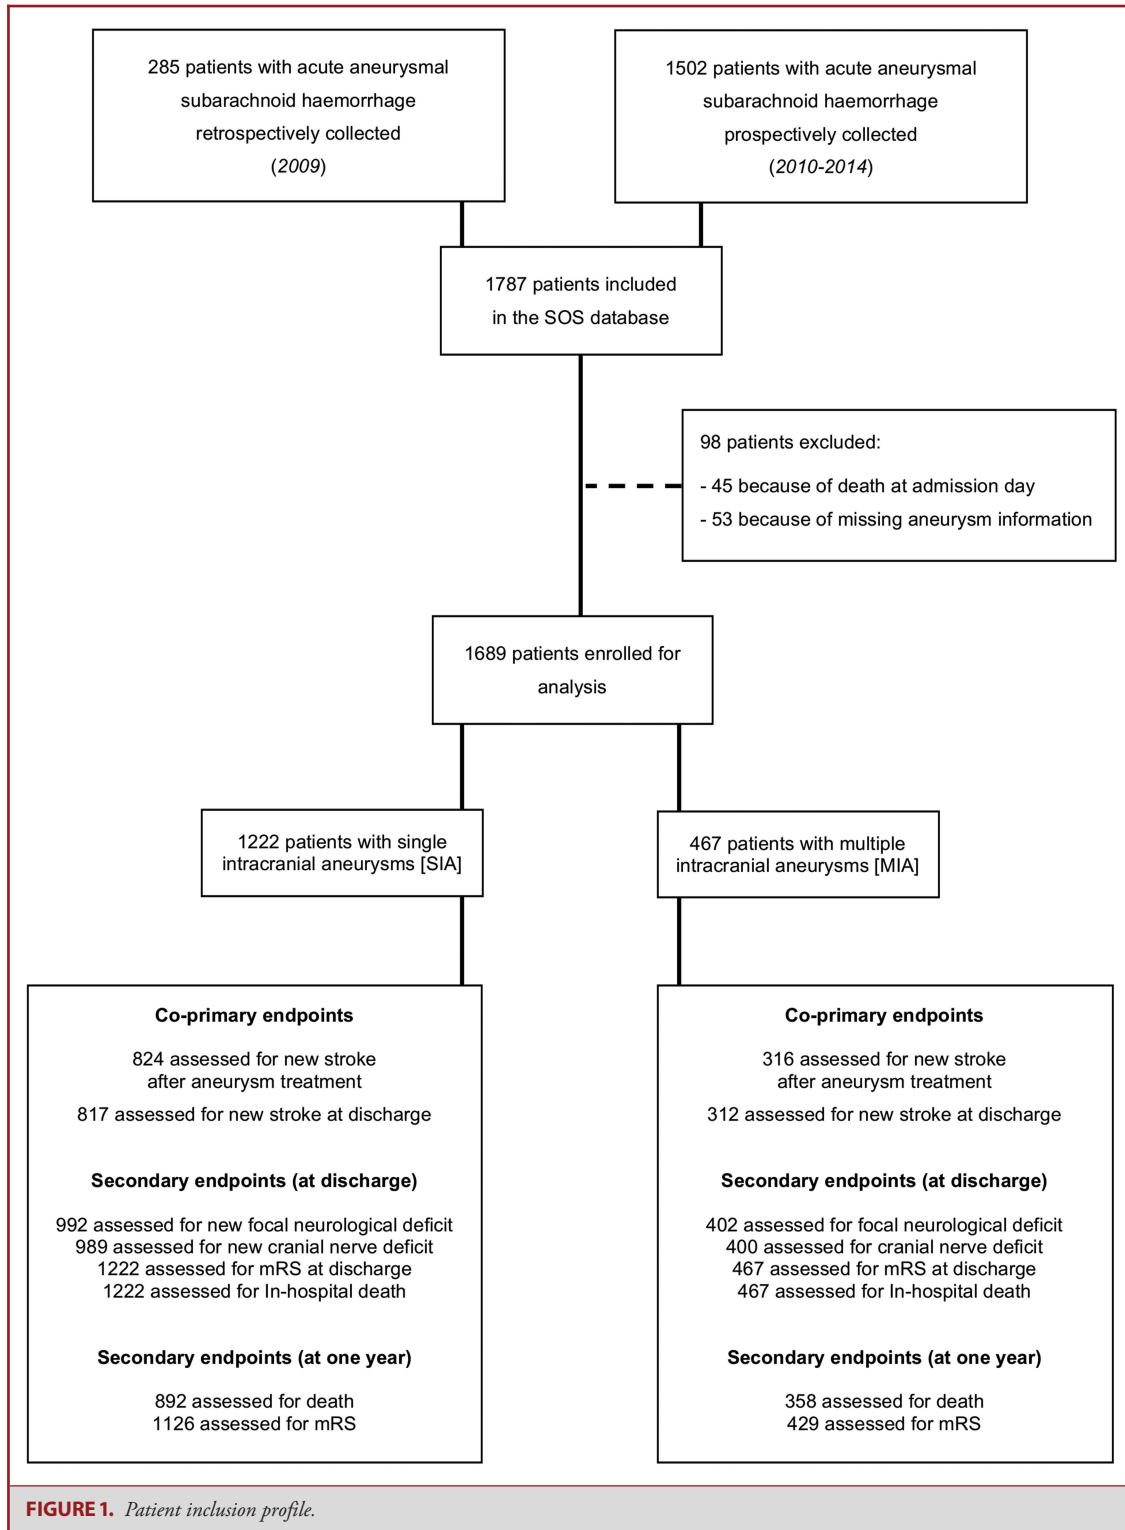 285 patients with acute aneurysmal
subarachnoid haemorrhage
retrospectively collected
(2009)
1502 patients with acute aneurysmal
subarachnoid haemorrhage
prospectively collected
(2010-2014)
1787 patients included
in the SOS database
98 patients excluded:
- 45 because of death at admission day
- 53 because of missing aneurysm information
1689 patients enrolled for
analysis
1222 patients with single
intracranial aneurysms [SIA]
467 patients with multiple
intracranial aneurysms [MIA]
Co-primary endpoints
824 assessed for new stroke
after aneurysm treatment
817 assessed for new stroke at discharge
Secondary endpoints (at discharge)
992 assessed for new focal neurological deficit
989 assessed for new cranial nerve deficit
1222 assessed for mRS at discharge
1222 assessed for In-hospital death
Secondary endpoints (at one year)
892 assessed for death
1126 assessed for mRS
Co-primary endpoints
316 assessed for new stroke
after aneurysm treatment
312 assessed for new stroke at discharge
Secondary endpoints (at discharge)
402 assessed for focal neurological deficit
400 assessed for cranial nerve deficit
467 assessed for mRS at discharge
467 assessed for In-hospital death
Secondary endpoints (at one year)
358 assessed for death
429 assessed for mRS
FIGURE 1. Patient inclusion profile.